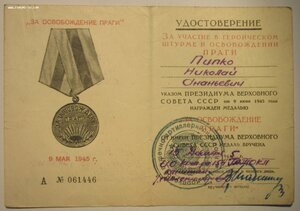 „ЗА ОСВОБОЖДЕНИЕ
ПРАГИ"
9 МАЯ 1945 г.
А № 061446
УДОСТОВЕРЕНИЕ
ЗА УЧАСТИЕ В ГЕРОИЧЕСКОМ
ШТУРМЕ И ОСВОБОЖДЕНИИ
ПРАГИ
Пипко
Николай
Ананьевич
УКАЗОМ ПРЕЗИДИУМА ВЕРХОВНОГО
СОВЕТА СССР от 9 июня 1945 года
НАГРАЖДЕН МЕДАЛЬЮ
„ЗА ОСВОБОЖДЕНИЕ
ПРАГИ"
ОТ ИМЕНИ ПРЕЗИДИУМА ВЕРХОВНОГО
СОВЕТА СССР МЕДАЛЬ ВРУЧЕНА